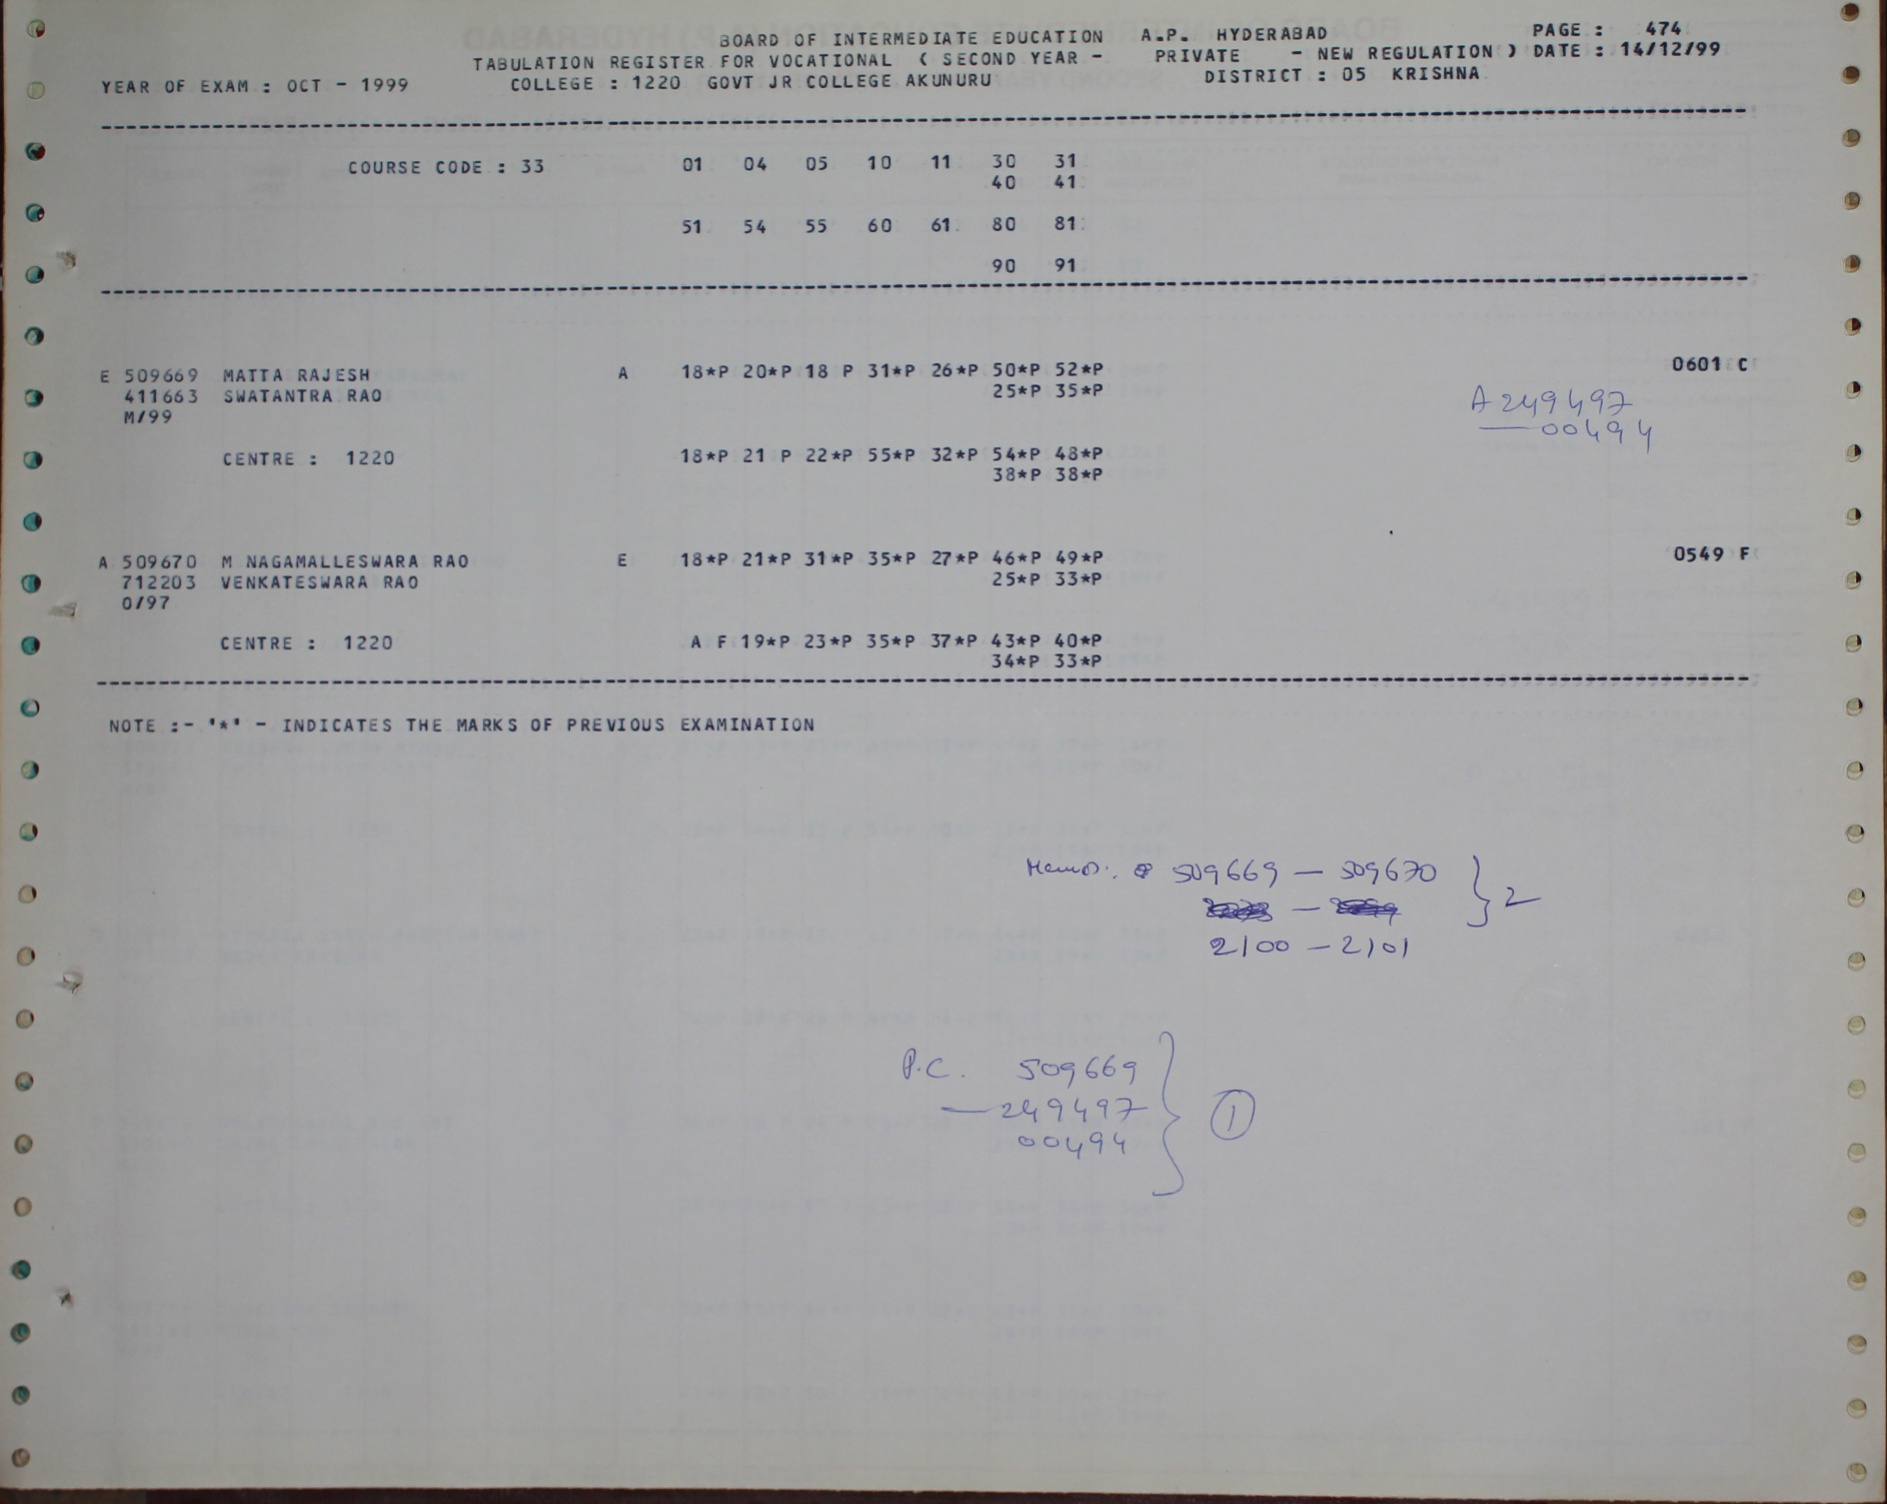 BOARD OF INTERMEDIATE EDUCATION A.P. HYDERABAD PAGE : 474
TABULATION REGISTER FOR VOCATIONAL ( SECOND YEAR - PRIVATE - NEW REGULATION ) DATE : 14/12/99
YEAR OF EXAM : OCT - 1999 COLLEGE : 1220 GOVT JR COLLEGE AKUNURU DISTRICT : 05 KRISHNA
COURSE CODE : 33 01 04 05 10 11 30 31
40 41
51 54 55 60 61 80 81
90 91
E 509669 MATTA RAJESH A 18*P 20*P 18 P 31*P 26*P 50*P 52*P 0601 C
411663 SWATANTRA RAO 25*P 35*P A 249497
M/99 — 00494
CENTRE : 1220 18*P 21 P 22*P 55*P 32*P 54*P 48*P
38*P 38*P
A 509670 M NAGAMALLESWARA RAO E 18*P 21*P 31*P 35*P 27*P 46*P 49*P 0549 F
712203 VENKATESWARA RAO 25*P 33*P
O/97
CENTRE : 1220 A F 19*P 23*P 35*P 37*P 43*P 40*P
34*P 33*P
NOTE :- '*' - INDICATES THE MARKS OF PREVIOUS EXAMINATION
509669 — 509670 } 2
2100 — 2101
P.C. 509669
— 249497 } 1
00494